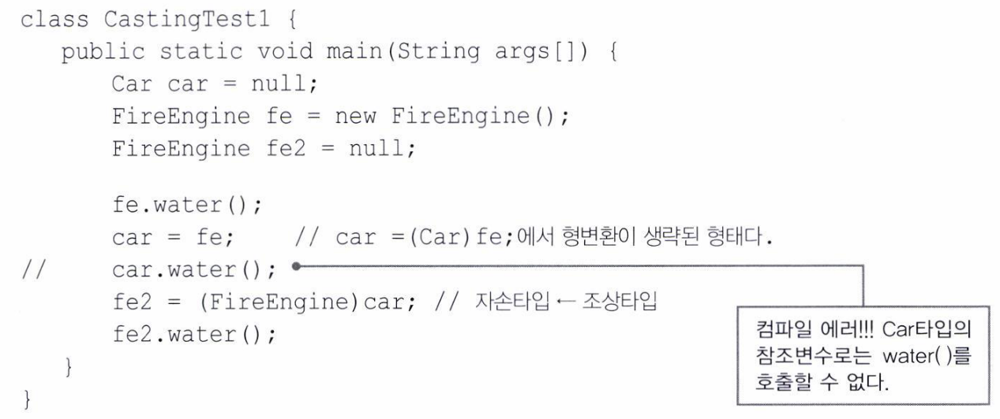 class CastingTest1 {
public static void main(String args[]) {
Car car = null;
FireEngine fe = new FireEngine();
FireEngine fe2 = null;
fe.water();
car = fe; // car =(Car)fe;에서 형변환이 생략된 형태다.
// car.water();
fe2 = (FireEngine)car; // 자손타입 ← 조상타입
fe2.water();
}
}
컴파일 에러!!! Car타입의
참조변수로는 water( )를
호출할 수 없다.